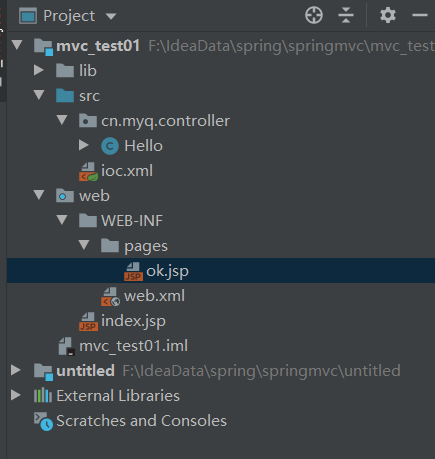 Project
mvc_test01 F:\IdeaData\spring\springmvc\mvc_test
lib
src
cn.myq.controller
Hello
ioc.xml
web
WEB-INF
pages
ok.jsp
web.xml
index.jsp
mvc_test01.iml
untitled F:\IdeaData\spring\springmvc\untitled
External Libraries
Scratches and Consoles